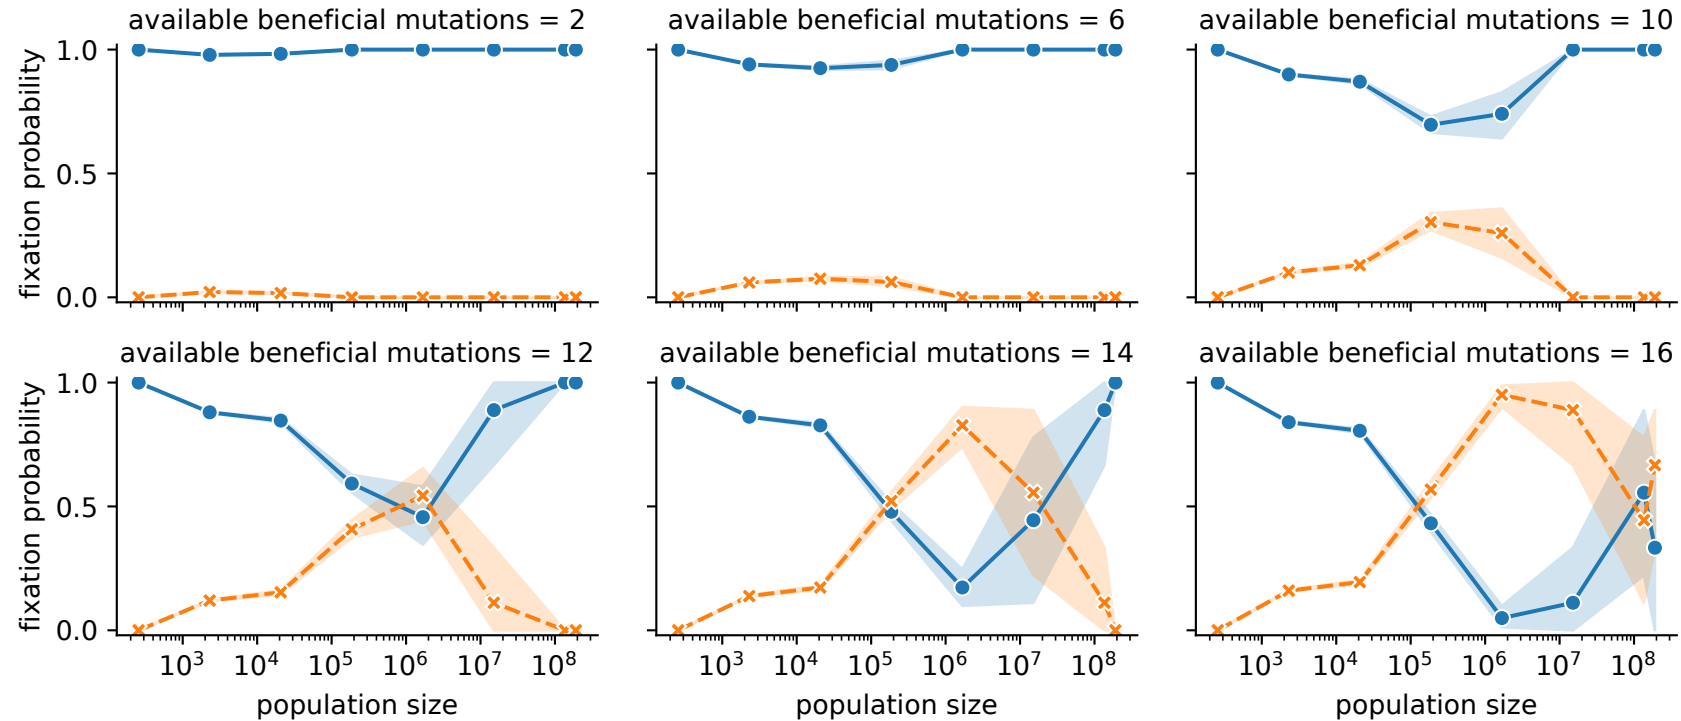 available beneficial mutations = 2
available beneficial mutations = 6
available beneficial mutations = 10
fixation probability
1.0
0.5
0.0
available beneficial mutations = 12
available beneficial mutations = 14
available beneficial mutations = 16
fixation probability
1.0
0.5
0.0
10³ 10⁴ 10⁵ 10⁶ 10⁷ 10⁸
10³ 10⁴ 10⁵ 10⁶ 10⁷ 10⁸
10³ 10⁴ 10⁵ 10⁶ 10⁷ 10⁸
population size
population size
population size